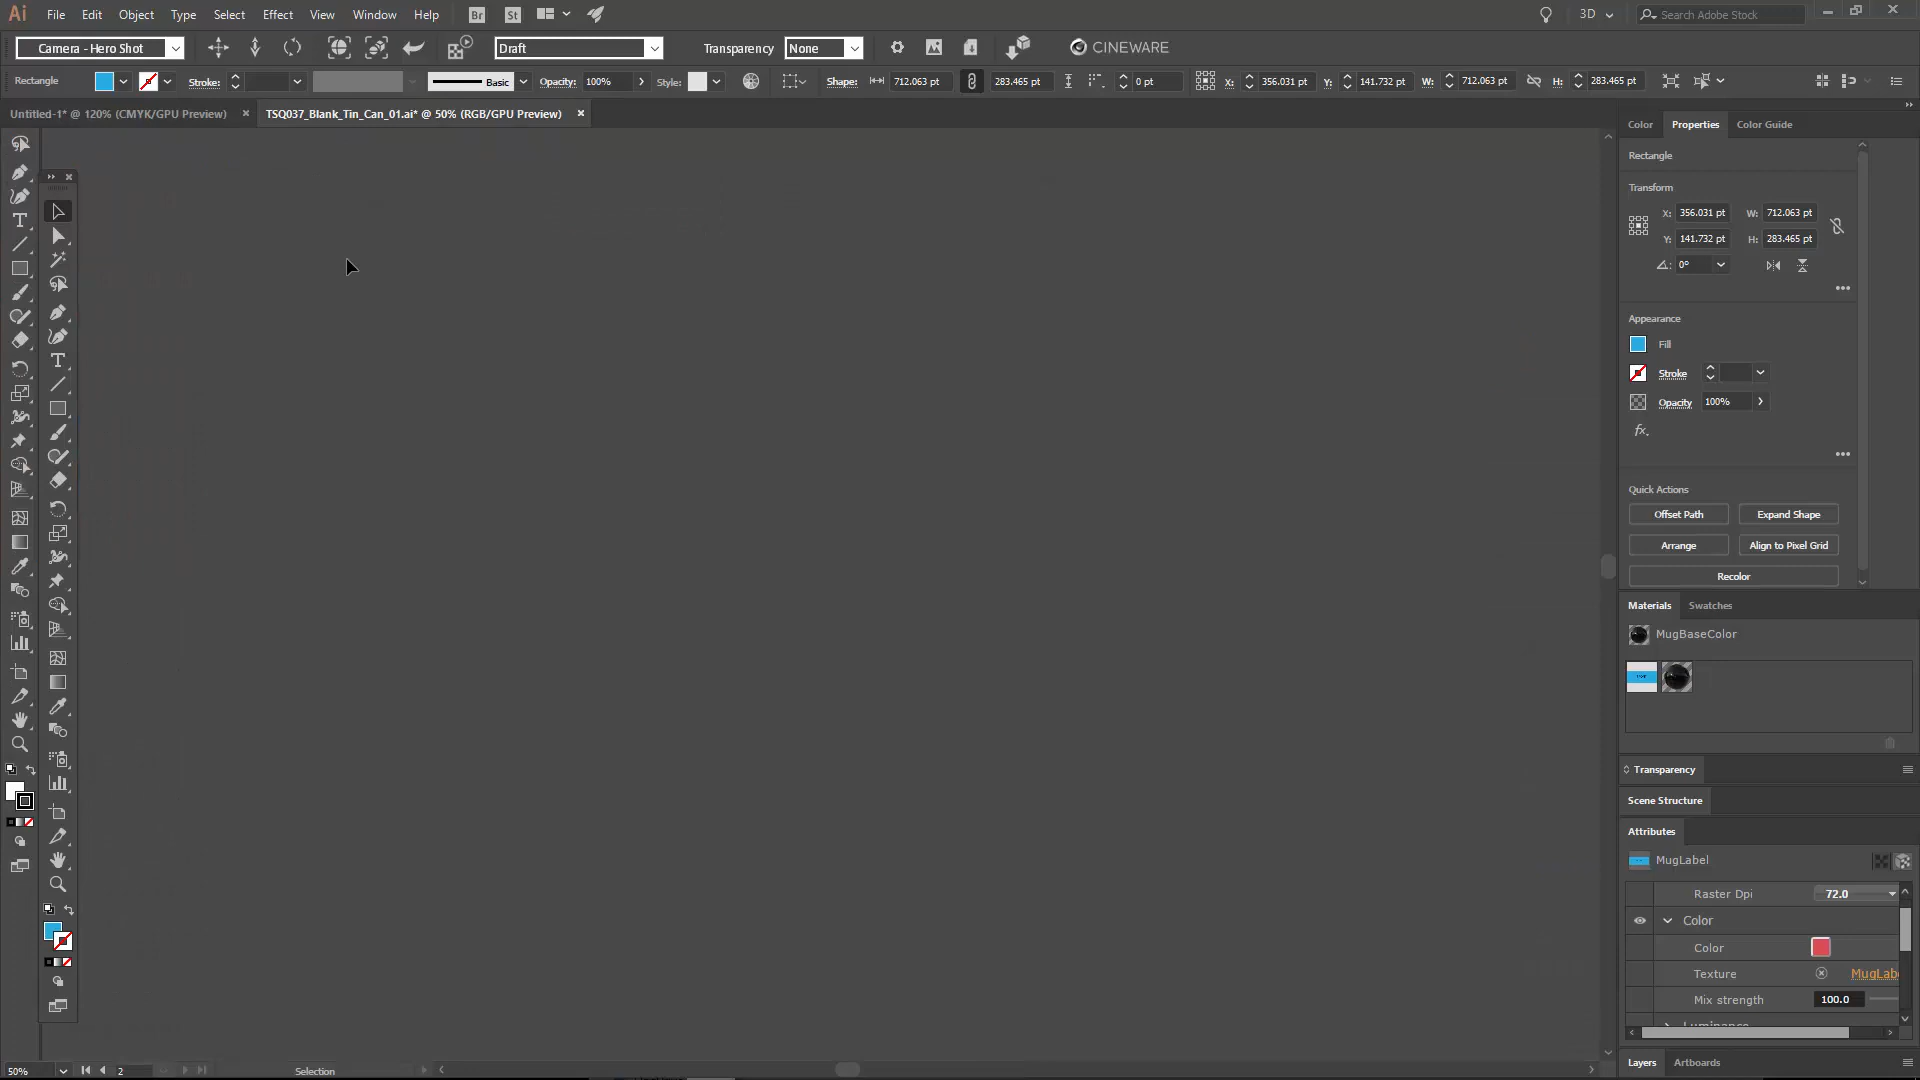 Ai File Edit Object Type Select Effect View Window Help Br St 3D Search Adobe Stock
Camera - Hero Shot Draft Transparency None CINEWARE
Rectangle Stroke: Basic Opacity: 100% Style: Shape: 712.063 pt 283.465 pt 0 pt X: 356.031 pt Y: 141.732 pt W: 712.063 pt H: 283.465 pt
Untitled-1* @ 120% (CMYK/GPU Preview) TSQ037_Blank_Tin_Can_01.ai* @ 50% (RGB/GPU Preview)
Color Properties Color Guide
Rectangle
Transform
X: 356.031 pt W: 712.063 pt
Y: 141.732 pt H: 283.465 pt
0°
Appearance
Fill
Stroke
Opacity 100%
fx.
Quick Actions
Offset Path Expand Shape
Arrange Align to Pixel Grid
Recolor
Materials Swatches
MugBaseColor
Transparency
Scene Structure
Attributes
MugLabel
Raster Dpi 72.0
Color
Color
Texture MugLab
Mix strength 100.0
Luminance
Layers Artboards
50% 2 Selection